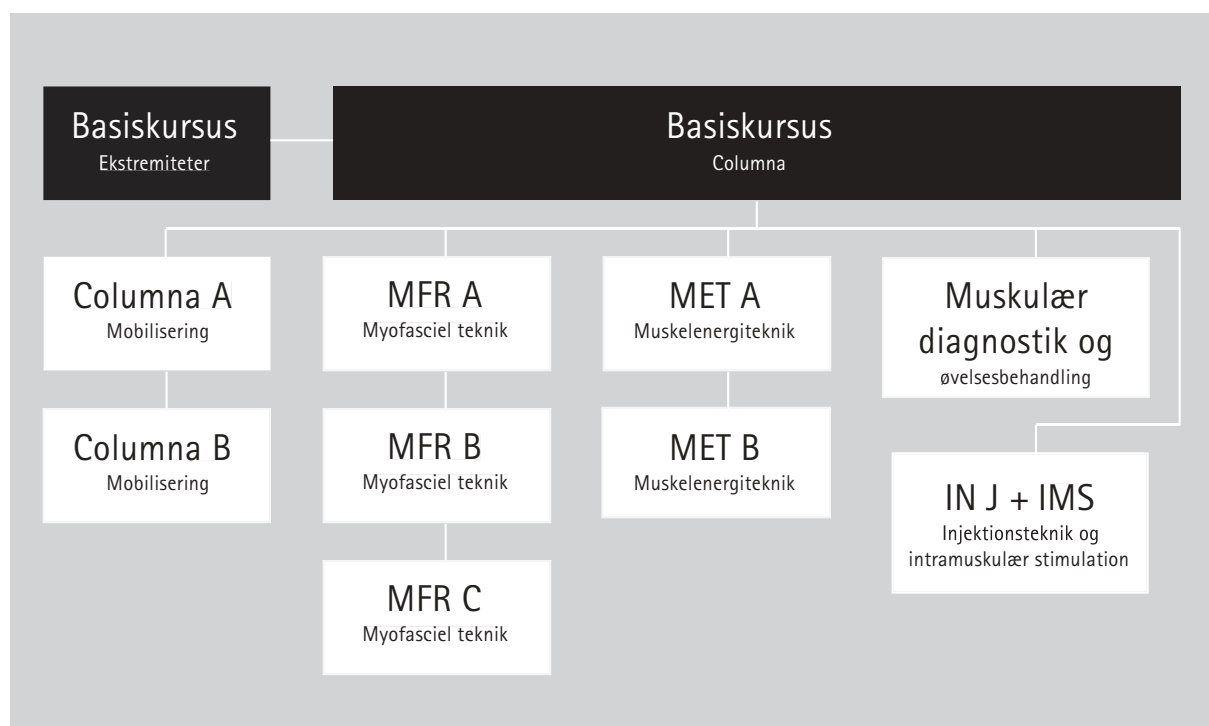 Basiskursus
Ekstremiteter
Basiskursus
Columna
Columna A
Mobilisering
MFR A
Myofasciel teknik
MET A
Muskelenergiteknik
Muskulær
diagnostik og
øvelsesbehandling
Columna B
Mobilisering
MFR B
Myofasciel teknik
MET B
Muskelenergiteknik
IN J + IMS
Injektionsteknik og
intramuskulær stimulation
MFR C
Myofasciel teknik